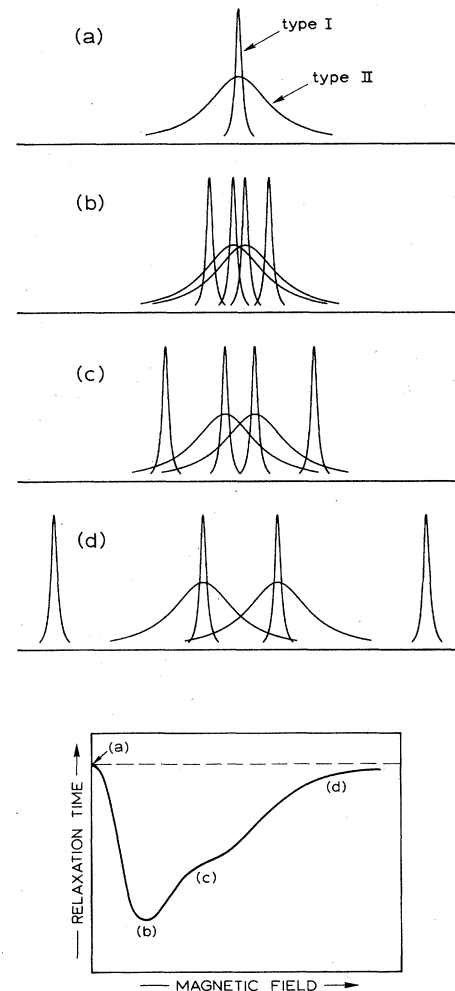 (a)
type I
type II
(b)
(c)
(d)
RELAXATION TIME
(a)
(b)
(c)
(d)
MAGNETIC FIELD